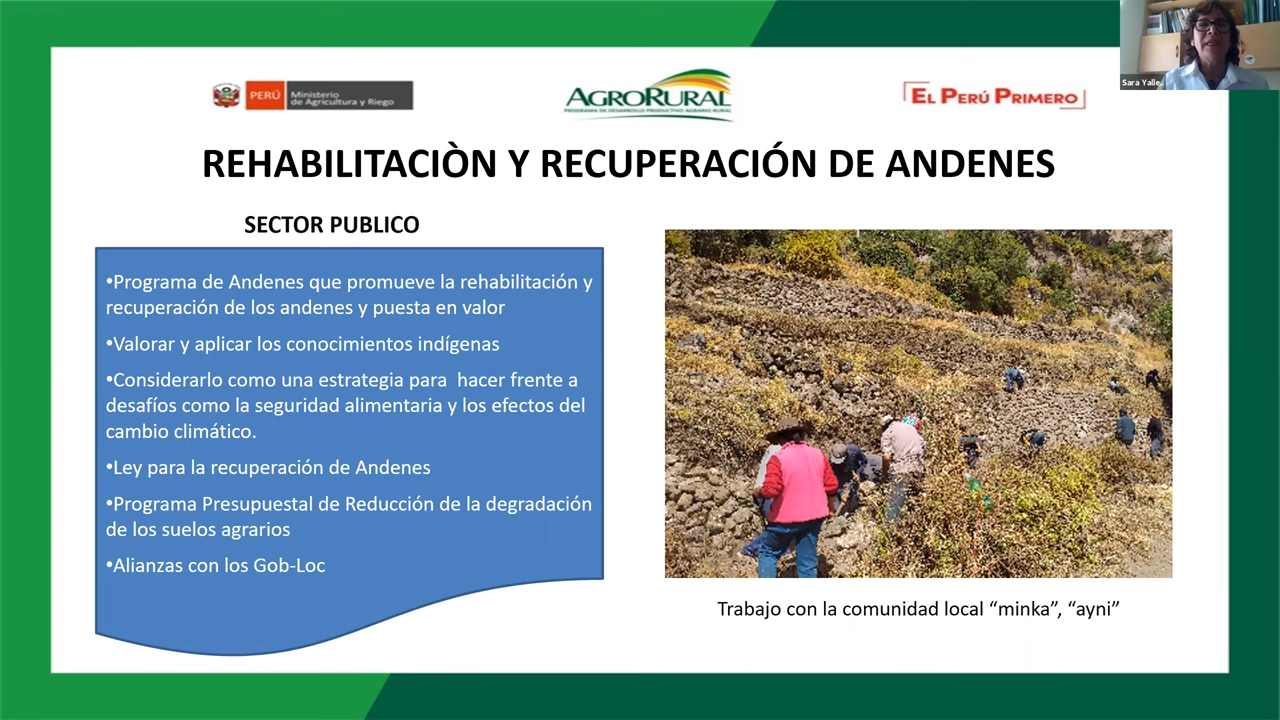 Sara Yalle
PERÚ
Ministerio
de Agricultura y Riego
AGRORURAL
PROGRAMA DE DESARROLLO PRODUCTIVO AGRARIO RURAL
EL PERÚ PRIMERO
REHABILITACIÒN Y RECUPERACIÓN DE ANDENES
SECTOR PUBLICO
•Programa de Andenes que promueve la rehabilitación y
recuperación de los andenes y puesta en valor
•Valorar y aplicar los conocimientos indígenas
•Considerarlo como una estrategia para hacer frente a
desafíos como la seguridad alimentaria y los efectos del
cambio climático.
•Ley para la recuperación de Andenes
•Programa Presupuestal de Reducción de la degradación
de los suelos agrarios
•Alianzas con los Gob-Loc
Trabajo con la comunidad local “minka”, “ayni”